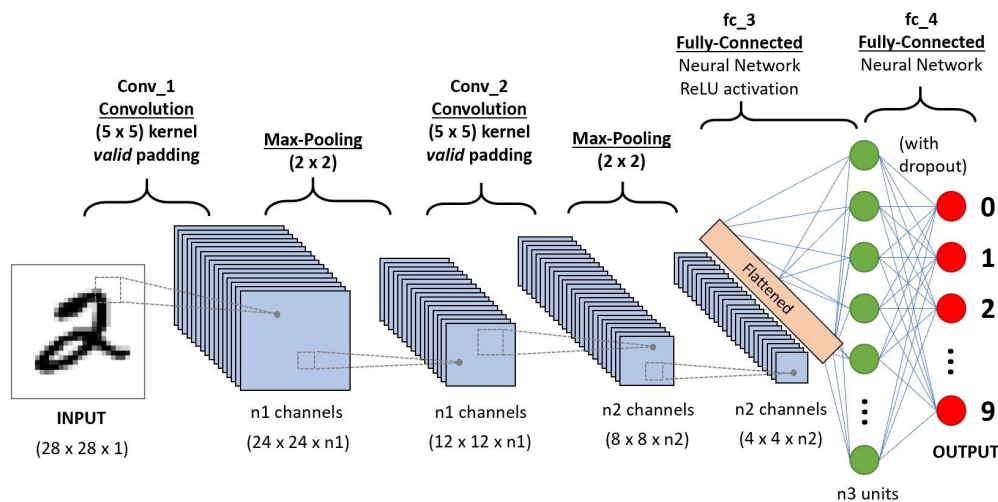 Conv_1
Convolution
(5 x 5) kernel
valid padding
Max-Pooling
(2 x 2)
Conv_2
Convolution
(5 x 5) kernel
valid padding
Max-Pooling
(2 x 2)
fc_3
Fully-Connected
Neural Network
ReLU activation
fc_4
Fully-Connected
Neural Network
(with
dropout)
Flattened
0
1
2
9
OUTPUT
2
INPUT
(28 x 28 x 1)
n1 channels
(24 x 24 x n1)
n1 channels
(12 x 12 x n1)
n2 channels
(8 x 8 x n2)
n2 channels
(4 x 4 x n2)
n3 units